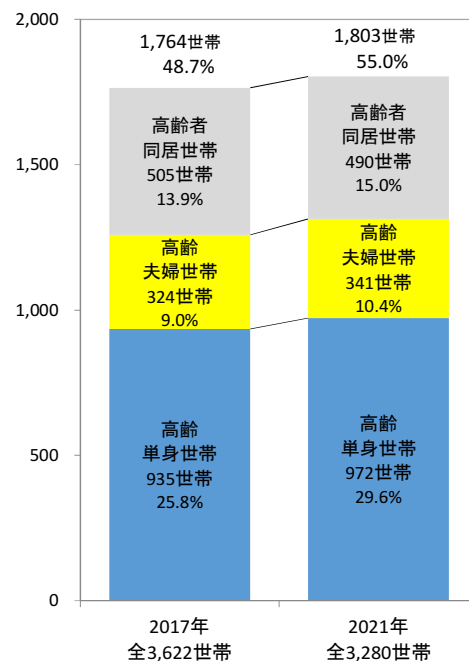 2,000
1,500
1,000
500
0
1,764世帯
48.7%
高齢者
同居世帯
505世帯
13.9%
高齢
夫婦世帯
324世帯
9.0%
高齢
単身世帯
935世帯
25.8%
2017年
全3,622世帯
1,803世帯
55.0%
高齢者
同居世帯
490世帯
15.0%
高齢
夫婦世帯
341世帯
10.4%
高齢
単身世帯
972世帯
29.6%
2021年
全3,280世帯